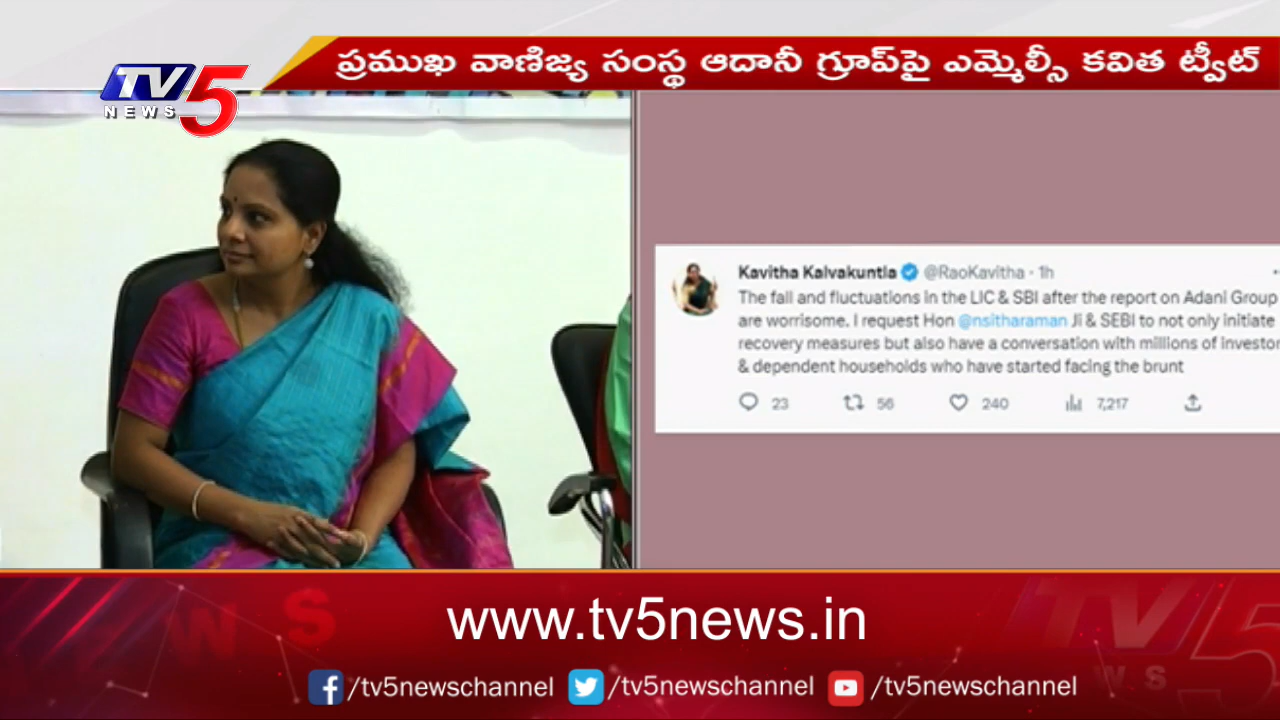 ప్రముఖ వాణిజ్య సంస్థ ఆదానీ గ్రూప్‌పై ఎమ్మెల్సీ కవిత ట్వీట్
TV5
NEWS
Kavitha Kalvakuntla @RaoKavitha · 1h
The fall and fluctuations in the LIC & SBI after the report on Adani Group
are worrisome. I request Hon @nsitharaman Ji & SEBI to not only initiate
recovery measures but also have a conversation with millions of investor
& dependent households who have started facing the brunt
23 56 240 7,217
www.tv5news.in
/tv5newschannel /tv5newschannel /tv5newschannel